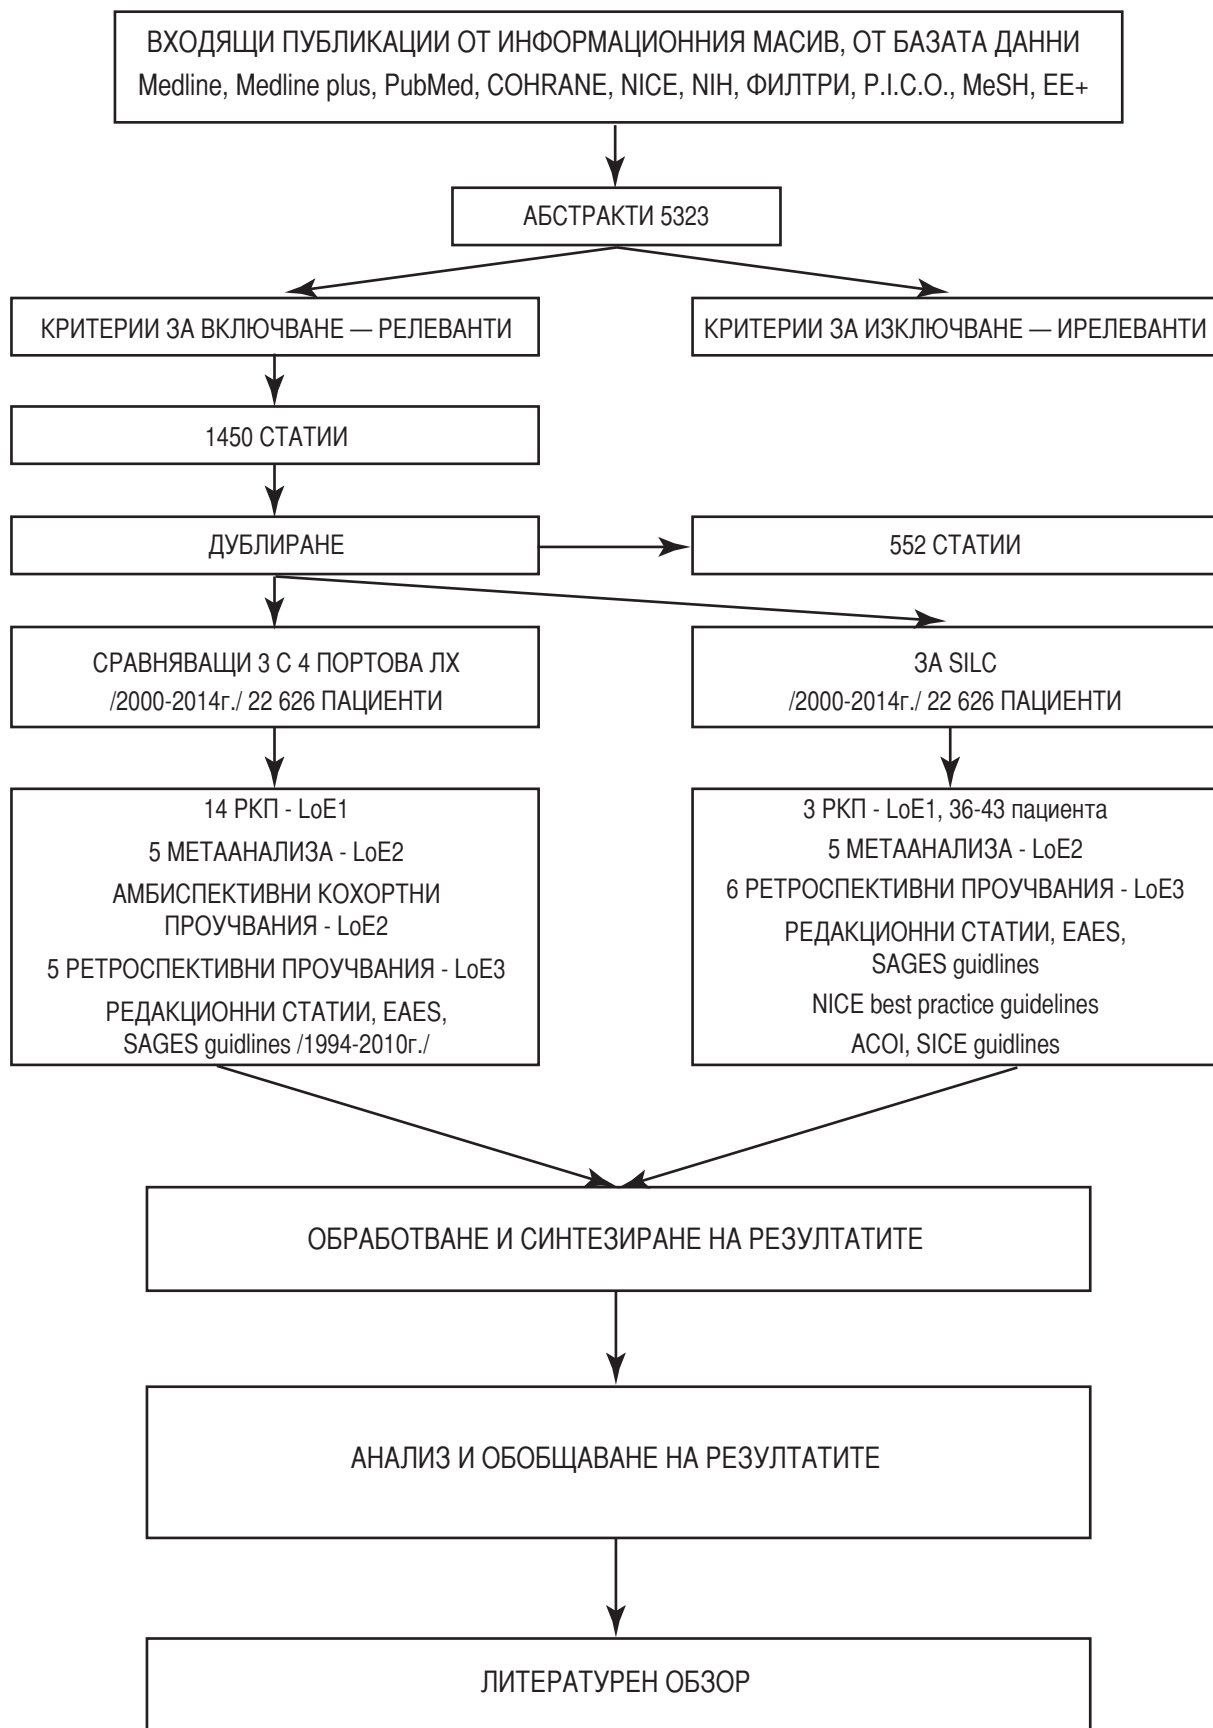 ВХОДЯЩИ ПУБЛИКАЦИИ ОТ ИНФОРМАЦИОННИЯ МАСИВ, ОТ БАЗАТА ДАННИ
Medline, Medline plus, PubMed, COHRANE, NICE, NIH, ФИЛТРИ, P.I.C.O., MeSH, EE+
АБСТРАКТИ 5323
КРИТЕРИИ ЗА ВКЛЮЧВАНЕ — РЕЛЕВАНТИ
КРИТЕРИИ ЗА ИЗКЛЮЧВАНЕ — ИРЕЛЕВАНТИ
1450 СТАТИИ
ДУБЛИРАНЕ
552 СТАТИИ
СРАВНЯВАЩИ 3 С 4 ПОРТОВА ЛХ
/2000-2014г./ 22 626 ПАЦИЕНТИ
ЗА SILC
/2000-2014г./ 22 626 ПАЦИЕНТИ
14 РКП - LoE1
5 МЕТААНАЛИЗА - LoE2
АМБИСПЕКТИВНИ КОХОРТНИ
ПРОУЧВАНИЯ - LoE2
5 РЕТРОСПЕКТИВНИ ПРОУЧВАНИЯ - LoE3
РЕДАКЦИОННИ СТАТИИ, EAES,
SAGES guidlines /1994-2010г./
3 РКП - LoE1, 36-43 пациента
5 МЕТААНАЛИЗА - LoE2
6 РЕТРОСПЕКТИВНИ ПРОУЧВАНИЯ - LoE3
РЕДАКЦИОННИ СТАТИИ, EAES,
SAGES guidlines
NICE best practice guidelines
ACOI, SICE guidlines
ОБРАБОТВАНЕ И СИНТЕЗИРАНЕ НА РЕЗУЛТАТИТЕ
АНАЛИЗ И ОБОБЩАВАНЕ НА РЕЗУЛТАТИТЕ
ЛИТЕРАТУРЕН ОБЗОР